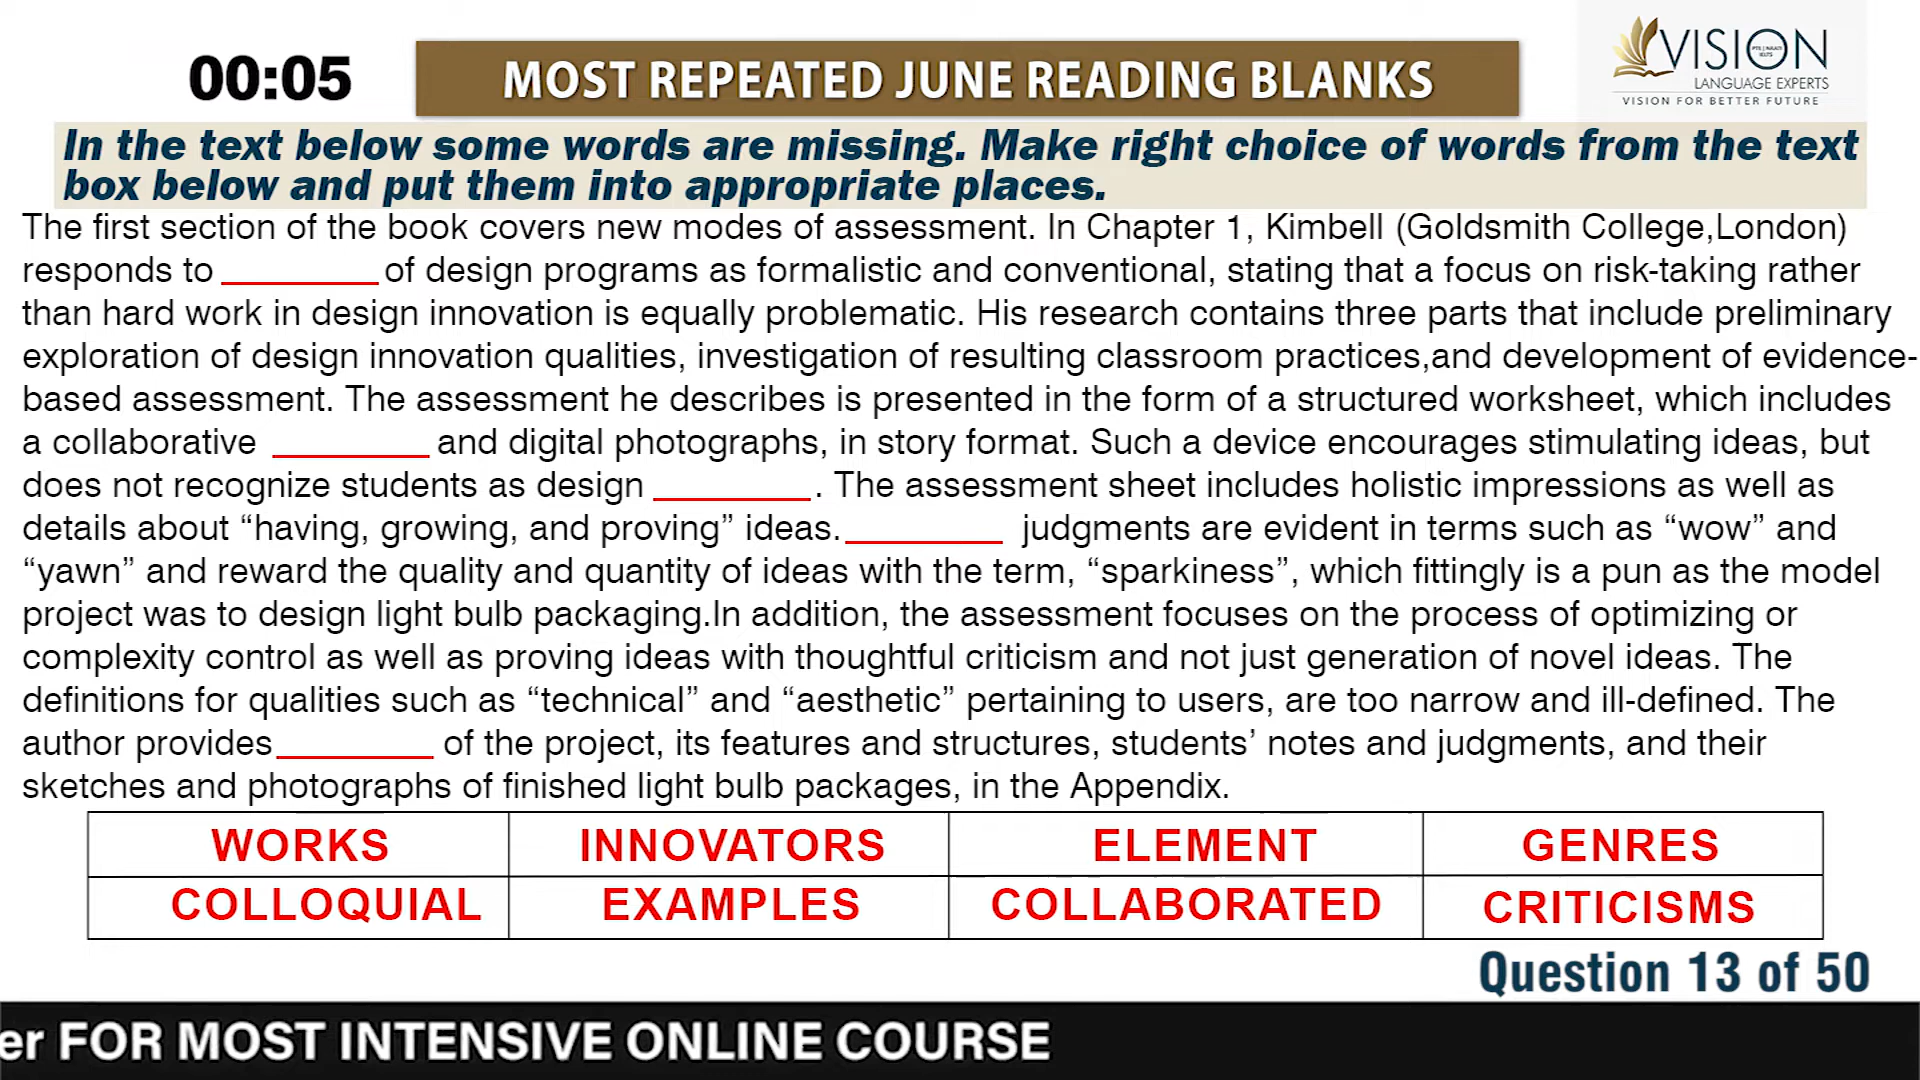 00:05
MOST REPEATED JUNE READING BLANKS
VISION
PTE | NAATI
IELTS
LANGUAGE EXPERTS
VISION FOR BETTER FUTURE
In the text below some words are missing. Make right choice of words from the text
box below and put them into appropriate places.
The first section of the book covers new modes of assessment. In Chapter 1, Kimbell (Goldsmith College,London)
responds to _________ of design programs as formalistic and conventional, stating that a focus on risk-taking rather
than hard work in design innovation is equally problematic. His research contains three parts that include preliminary
exploration of design innovation qualities, investigation of resulting classroom practices,and development of evidence-
based assessment. The assessment he describes is presented in the form of a structured worksheet, which includes
a collaborative _________ and digital photographs, in story format. Such a device encourages stimulating ideas, but
does not recognize students as design _________. The assessment sheet includes holistic impressions as well as
details about “having, growing, and proving” ideas._________ judgments are evident in terms such as “wow” and
“yawn” and reward the quality and quantity of ideas with the term, “sparkiness”, which fittingly is a pun as the model
project was to design light bulb packaging.In addition, the assessment focuses on the process of optimizing or
complexity control as well as proving ideas with thoughtful criticism and not just generation of novel ideas. The
definitions for qualities such as “technical” and “aesthetic” pertaining to users, are too narrow and ill-defined. The
author provides_________ of the project, its features and structures, students’ notes and judgments, and their
sketches and photographs of finished light bulb packages, in the Appendix.
WORKS INNOVATORS ELEMENT GENRES
COLLOQUIAL EXAMPLES COLLABORATED CRITICISMS
Question 13 of 50
er FOR MOST INTENSIVE ONLINE COURSE